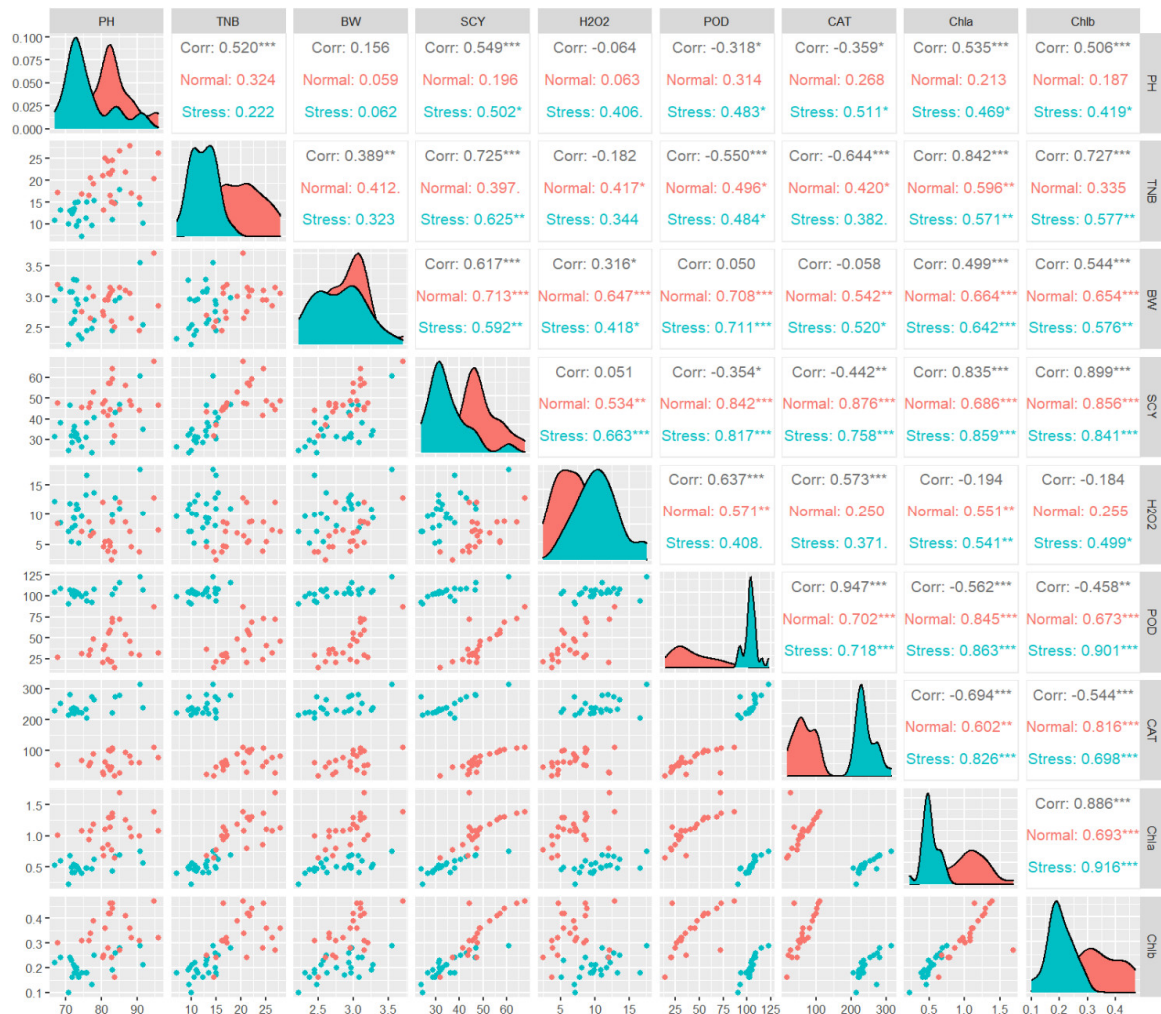 PH TNB BW SCY H2O2 POD CAT Chla Chlb
0.100
0.075
0.050
0.025
0.000
Corr: 0.520*** Corr: 0.156 Corr: 0.549*** Corr: -0.064 Corr: -0.318* Corr: -0.359* Corr: 0.535*** Corr: 0.506***
Normal: 0.324 Normal: 0.059 Normal: 0.196 Normal: 0.063 Normal: 0.314 Normal: 0.268 Normal: 0.213 Normal: 0.187
Stress: 0.222 Stress: 0.062 Stress: 0.502* Stress: 0.406. Stress: 0.483* Stress: 0.511* Stress: 0.469* Stress: 0.419*
PH
25
20
15
10
Corr: 0.389** Corr: 0.725*** Corr: -0.182 Corr: -0.550*** Corr: -0.644*** Corr: 0.842*** Corr: 0.727***
Normal: 0.412. Normal: 0.397. Normal: 0.417* Normal: 0.496* Normal: 0.420* Normal: 0.596** Normal: 0.335
Stress: 0.323 Stress: 0.625** Stress: 0.344 Stress: 0.484* Stress: 0.382. Stress: 0.571** Stress: 0.577**
TNB
3.5
3.0
2.5
Corr: 0.617*** Corr: 0.316* Corr: 0.050 Corr: -0.058 Corr: 0.499*** Corr: 0.544***
Normal: 0.713*** Normal: 0.647*** Normal: 0.708*** Normal: 0.542** Normal: 0.664*** Normal: 0.654***
Stress: 0.592** Stress: 0.418* Stress: 0.711*** Stress: 0.520* Stress: 0.642*** Stress: 0.576**
BW
60
50
40
30
Corr: 0.051 Corr: -0.354* Corr: -0.442** Corr: 0.835*** Corr: 0.899***
Normal: 0.534** Normal: 0.842*** Normal: 0.876*** Normal: 0.686*** Normal: 0.856***
Stress: 0.663*** Stress: 0.817*** Stress: 0.758*** Stress: 0.859*** Stress: 0.841***
SCY
15
10
5
Corr: 0.637*** Corr: 0.573*** Corr: -0.194 Corr: -0.184
Normal: 0.571** Normal: 0.250 Normal: 0.551** Normal: 0.255
Stress: 0.408. Stress: 0.371. Stress: 0.541** Stress: 0.499*
H2O2
125
100
75
50
25
Corr: 0.947*** Corr: -0.562*** Corr: -0.458**
Normal: 0.702*** Normal: 0.845*** Normal: 0.673***
Stress: 0.718*** Stress: 0.863*** Stress: 0.901***
POD
300
200
100
Corr: -0.694*** Corr: -0.544***
Normal: 0.602** Normal: 0.816***
Stress: 0.826*** Stress: 0.698***
CAT
1.5
1.0
0.5
Corr: 0.886***
Normal: 0.693***
Stress: 0.916***
Chla
0.4
0.3
0.2
0.1
Chlb
70 80 90 10 15 20 25 2.5 3.0 3.5 30 40 50 60 5 10 15 25 50 75 100 125 100 200 300 0.5 1.0 1.5 0.1 0.2 0.3 0.4